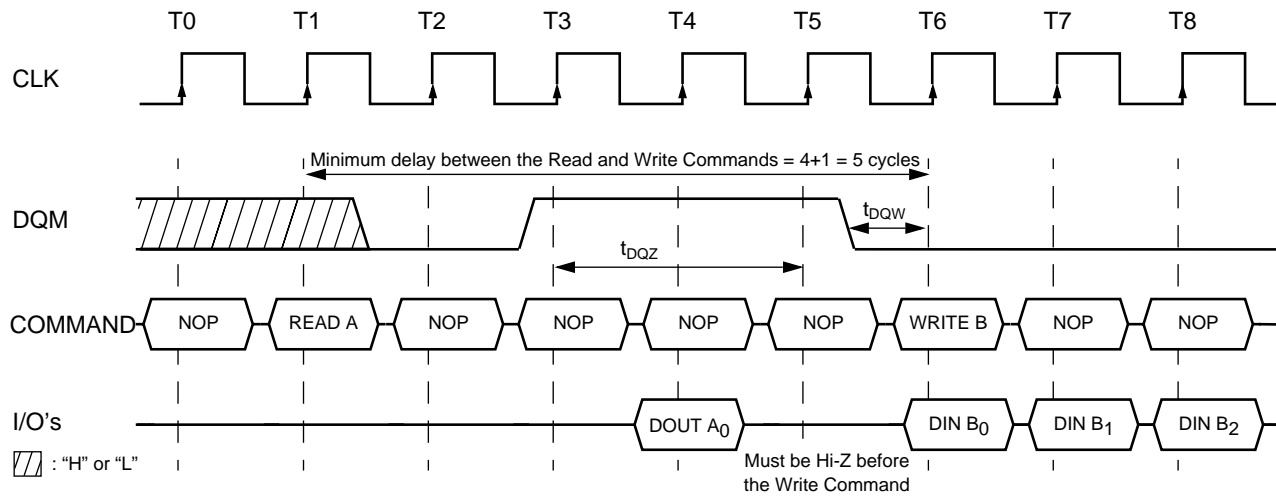 T0 T1 T2 T3 T4 T5 T6 T7 T8
CLK
Minimum delay between the Read and Write Commands = 4+1 = 5 cycles
DQM
tDQW
tDQZ
COMMAND NOP READ A NOP NOP NOP NOP WRITE B NOP NOP
I/O's DOUT A0 DIN B0 DIN B1 DIN B2
: “H” or “L”
Must be Hi-Z before
the Write Command